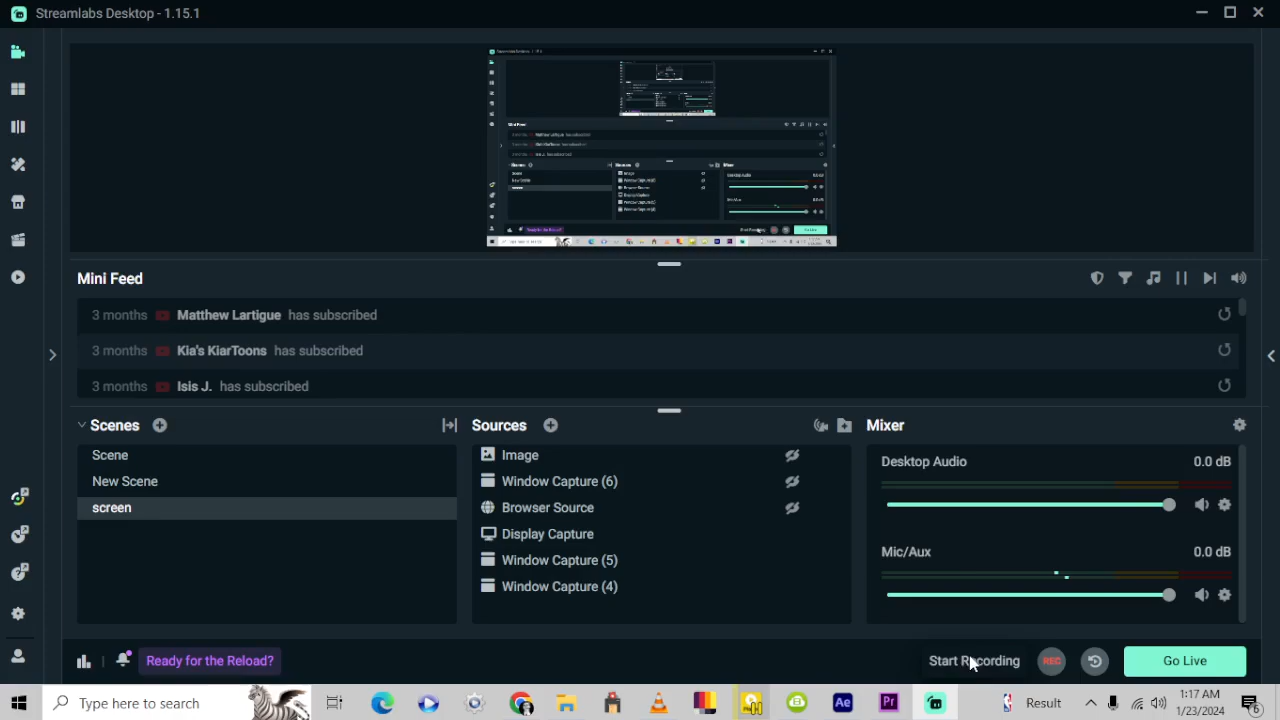 Streamlabs Desktop - 1.15.1
Mini Feed
3 months Matthew Lartigue has subscribed
3 months Kia's KiarToons has subscribed
3 months Isis J. has subscribed
Scenes
Scene
New Scene
screen
Sources
Image
Window Capture (6)
Browser Source
Display Capture
Window Capture (5)
Window Capture (4)
Mixer
Desktop Audio 0.0 dB
Mic/Aux 0.0 dB
Ready for the Reload?
Start Recording REC Go Live
Type here to search
Result
1:17 AM
1/23/2024
6